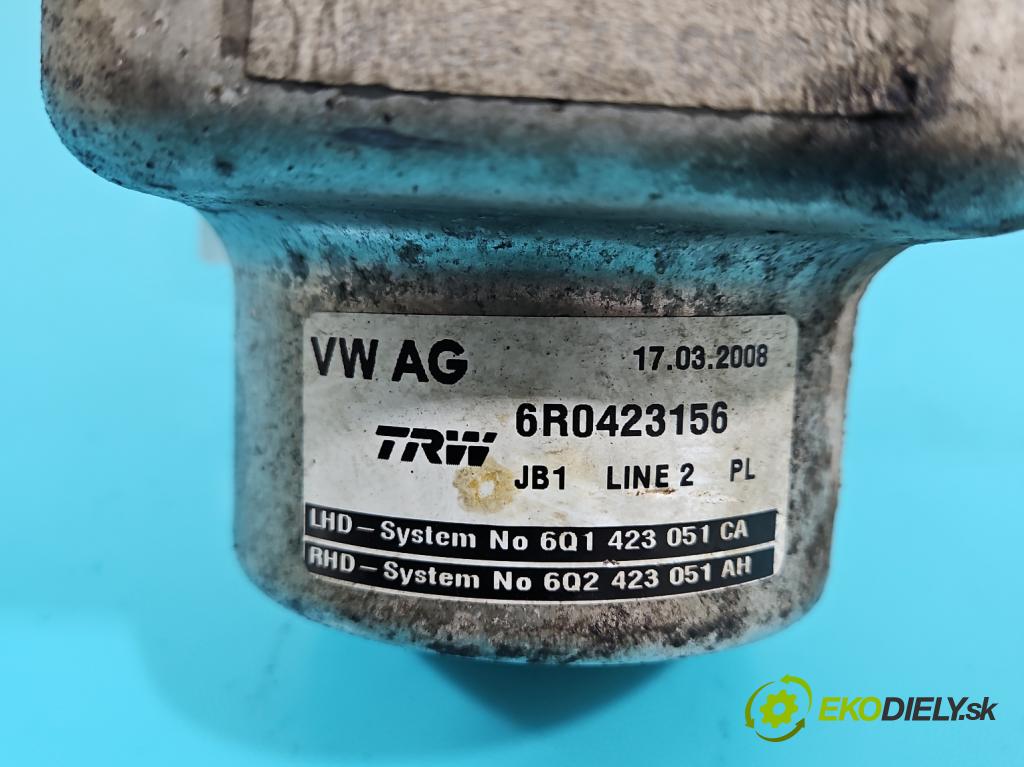 VW AG 17.03.2008
6R0423156
TRW
JB1 LINE 2 PL
LHD-System No 6Q1 423 051 CA
RHD-System No 6Q2 423 051 AH
EKODIELY.sk